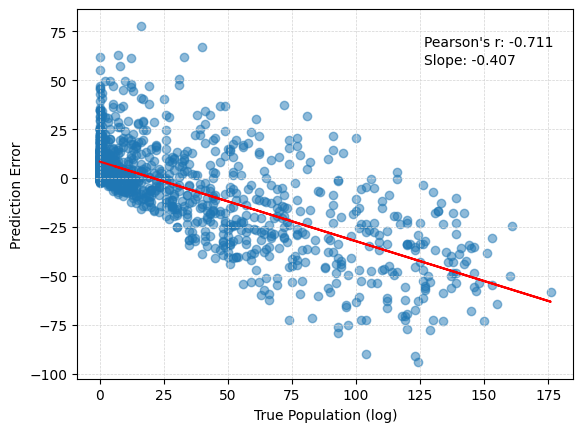 Pearson's r: -0.711
Slope: -0.407
75
50
25
0
−25
−50
−75
−100
Prediction Error
0 25 50 75 100 125 150 175
True Population (log)